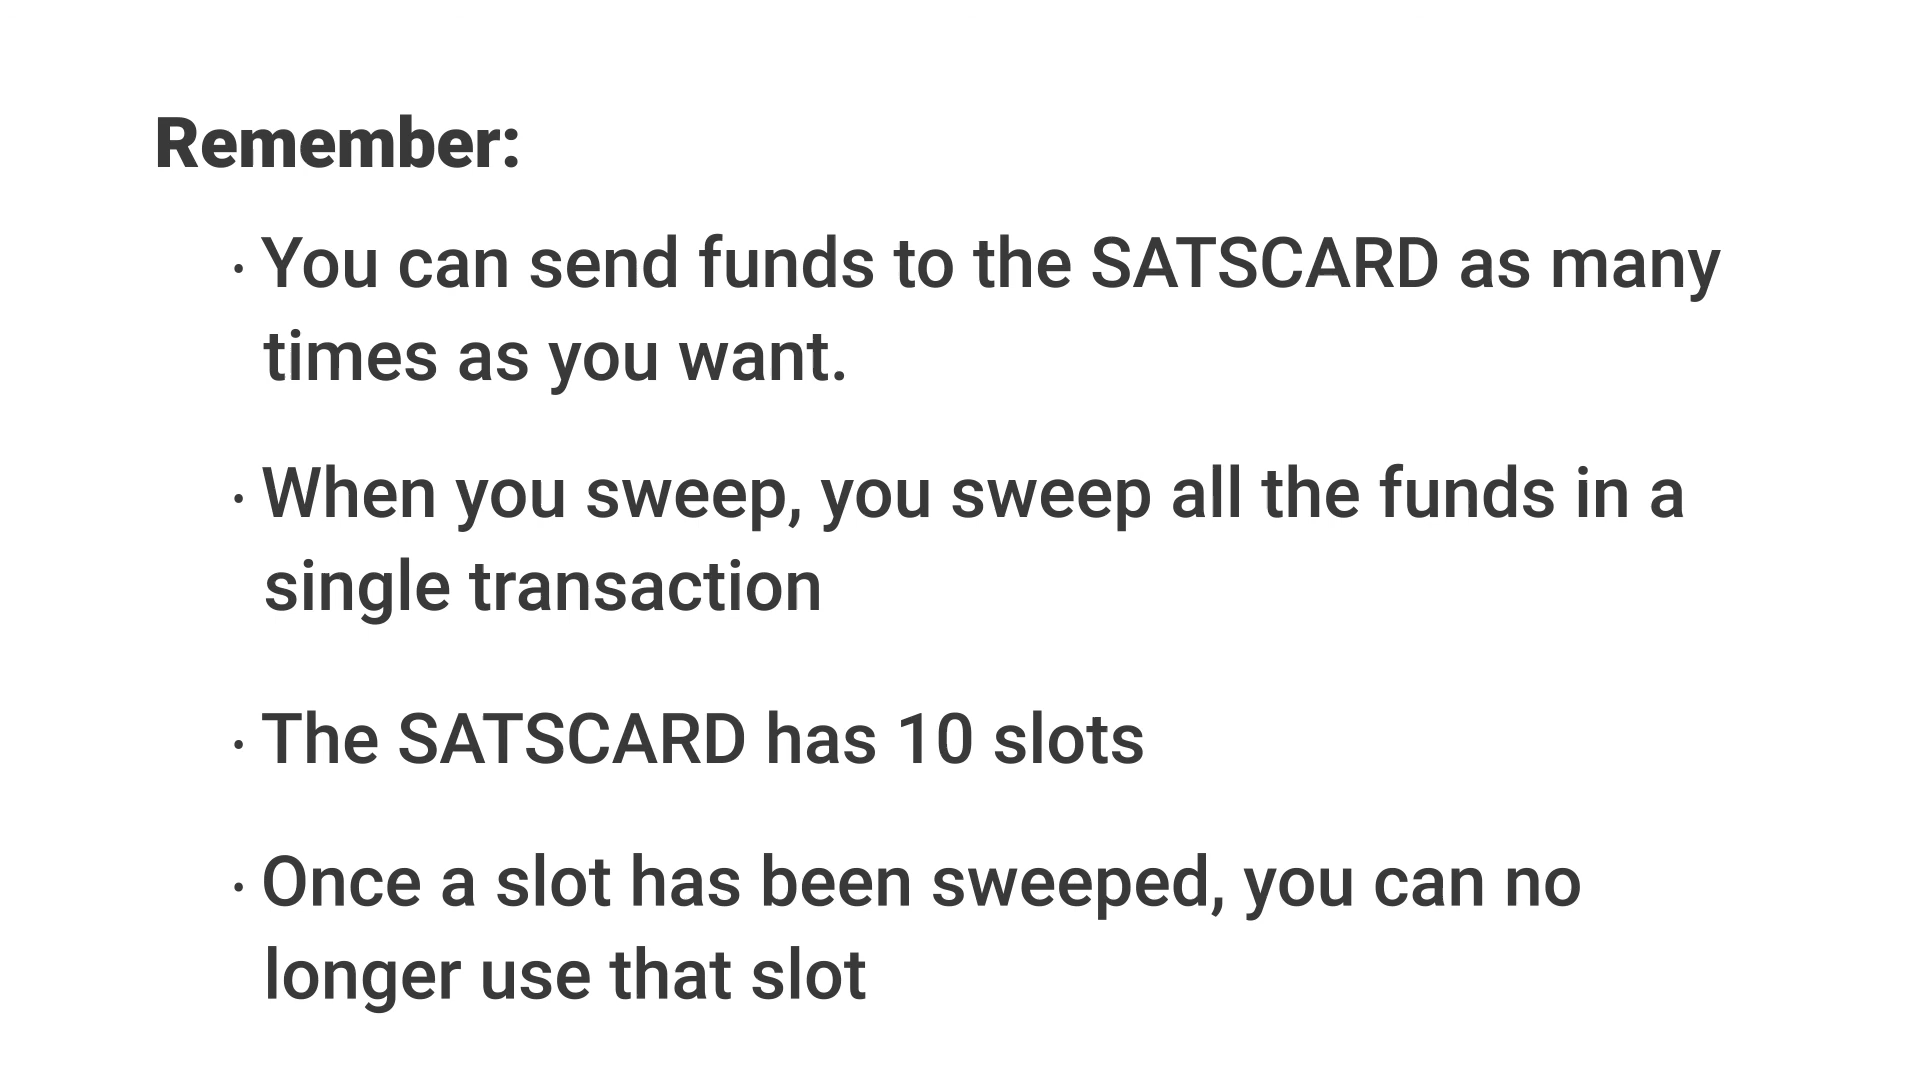 Remember:
· You can send funds to the SATSCARD as many
times as you want.
· When you sweep, you sweep all the funds in a
single transaction
· The SATSCARD has 10 slots
· Once a slot has been sweeped, you can no
longer use that slot